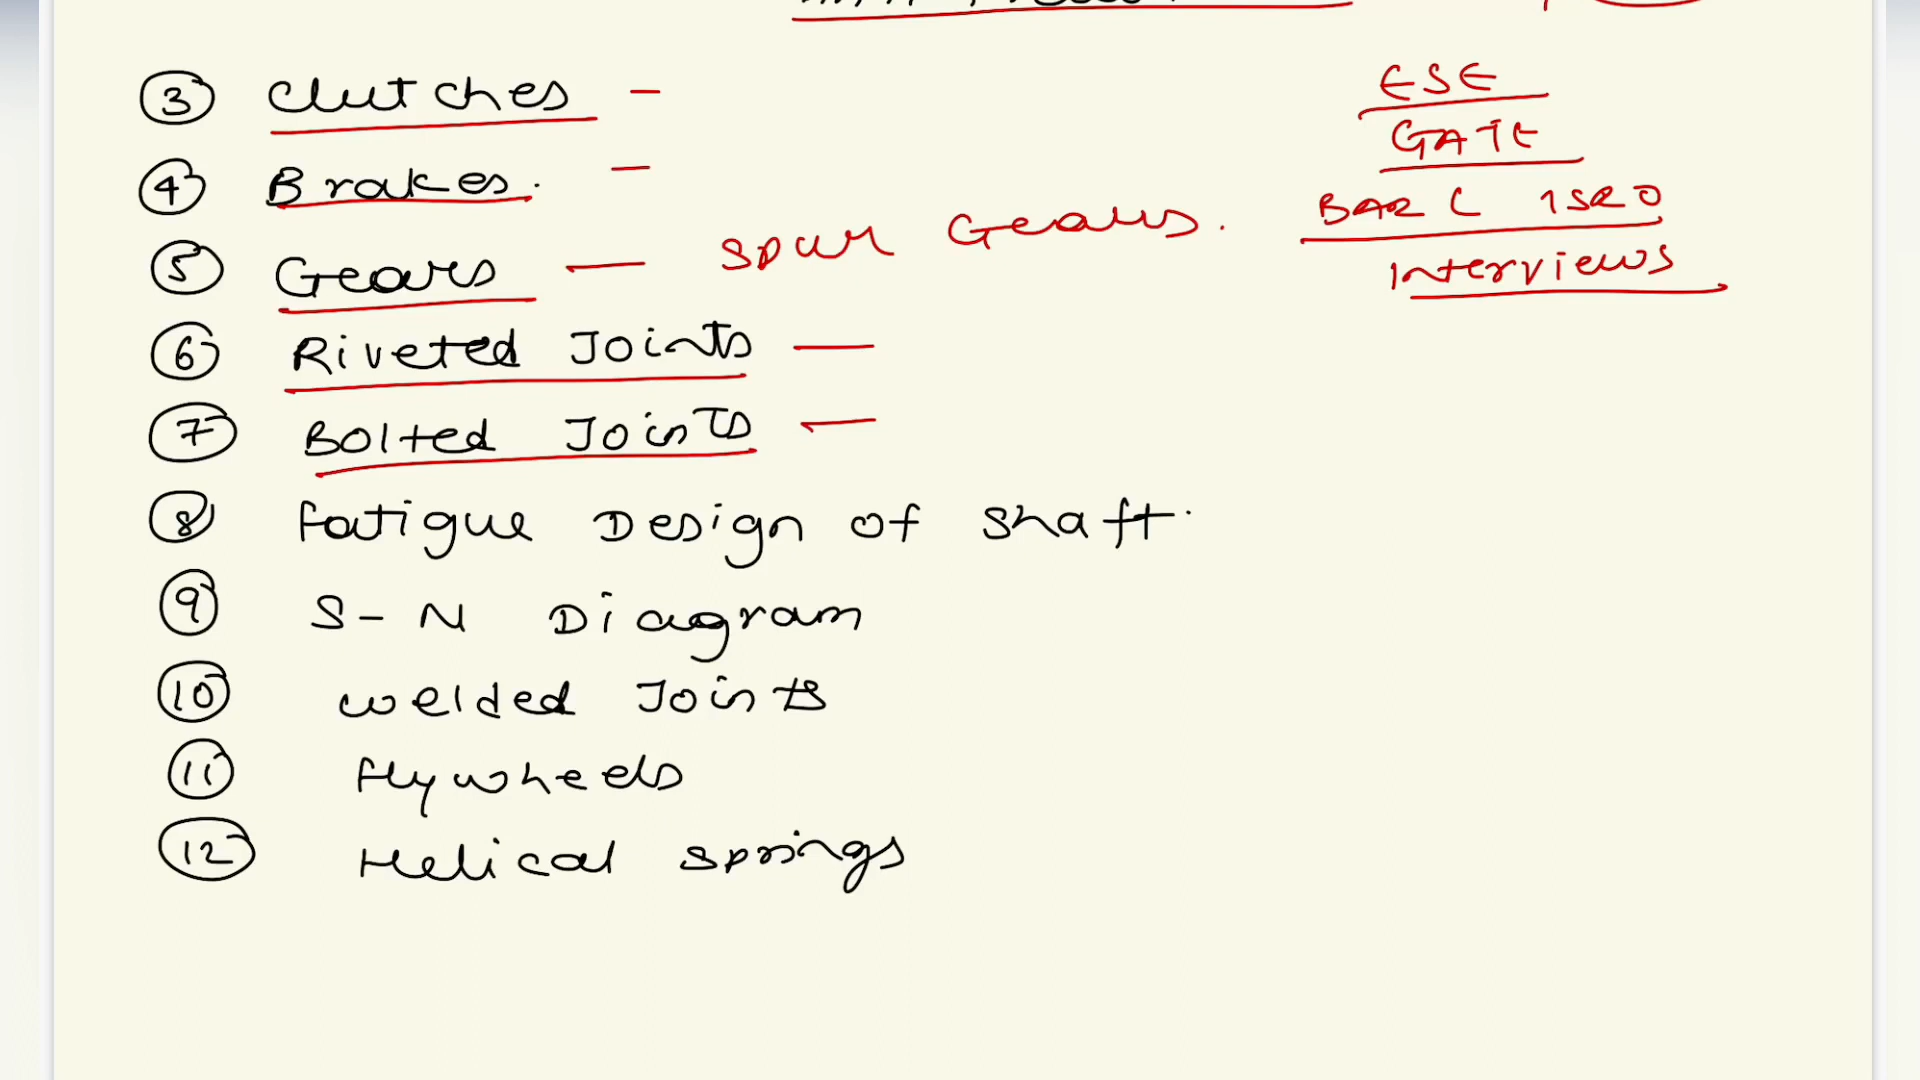 ③ Clutches -
④ Brakes. -
⑤ Gears - Spur Gears.
⑥ Riveted Joints -
⑦ Bolted Joints -
⑧ Fatigue Design of Shaft.
⑨ S-N Diagram
⑩ Welded Joints
⑪ Flywheels
⑫ Helical Springs
ESE
GATE
BARC ISRO
Interviews